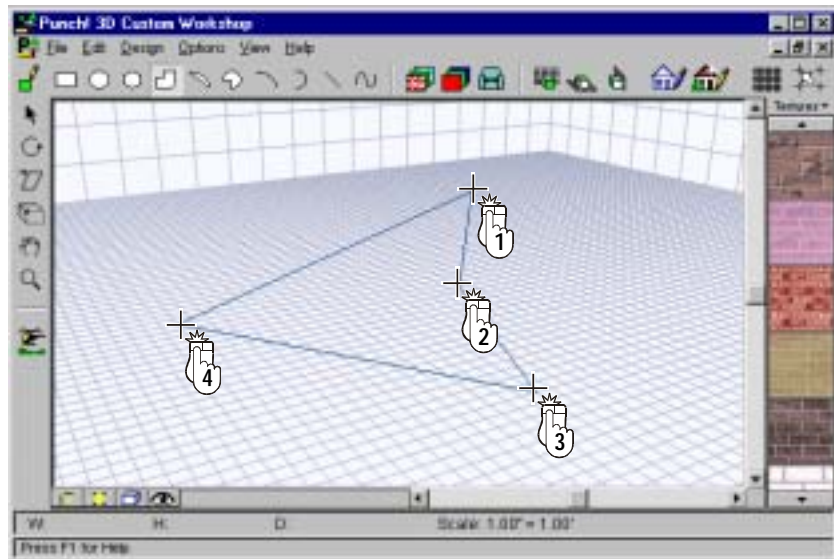 Punch! 3D Custom Workshop
File Edit Design Options View Help
1
2
4
3
W: H: D: Scale: 1.00" = 1.00"
Press F1 for Help